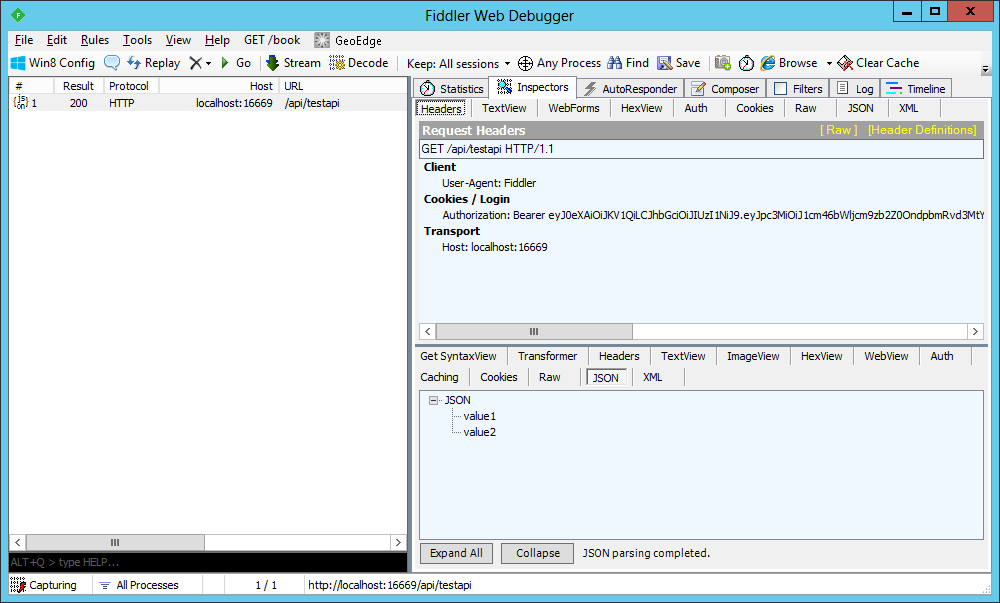 Fiddler Web Debugger
File Edit Rules Tools View Help GET /book GeoEdge
Win8 Config Replay Go Stream Decode Keep: All sessions Any Process Find Save Browse Clear Cache
# Result Protocol Host URL
1 200 HTTP localhost:16669 /api/testapi
Statistics Inspectors AutoResponder Composer Filters Log Timeline
Headers TextView WebForms HexView Auth Cookies Raw JSON XML
Request Headers [ Raw ] [Header Definitions]
GET /api/testapi HTTP/1.1
Client
User-Agent: Fiddler
Cookies / Login
Authorization: Bearer eyJ0eXAiOiJKV1QiLCJhbGciOiJIUzI1NiJ9.eyJpc3MiOiJ1cm46bWljcm9zb2Z0OndpbmRvd3MtY
Transport
Host: localhost:16669
Get SyntaxView Transformer Headers TextView ImageView HexView WebView Auth
Caching Cookies Raw JSON XML
JSON
value1
value2
Expand All Collapse JSON parsing completed.
ALT+Q > type HELP...
Capturing All Processes 1 / 1 http://localhost:16669/api/testapi